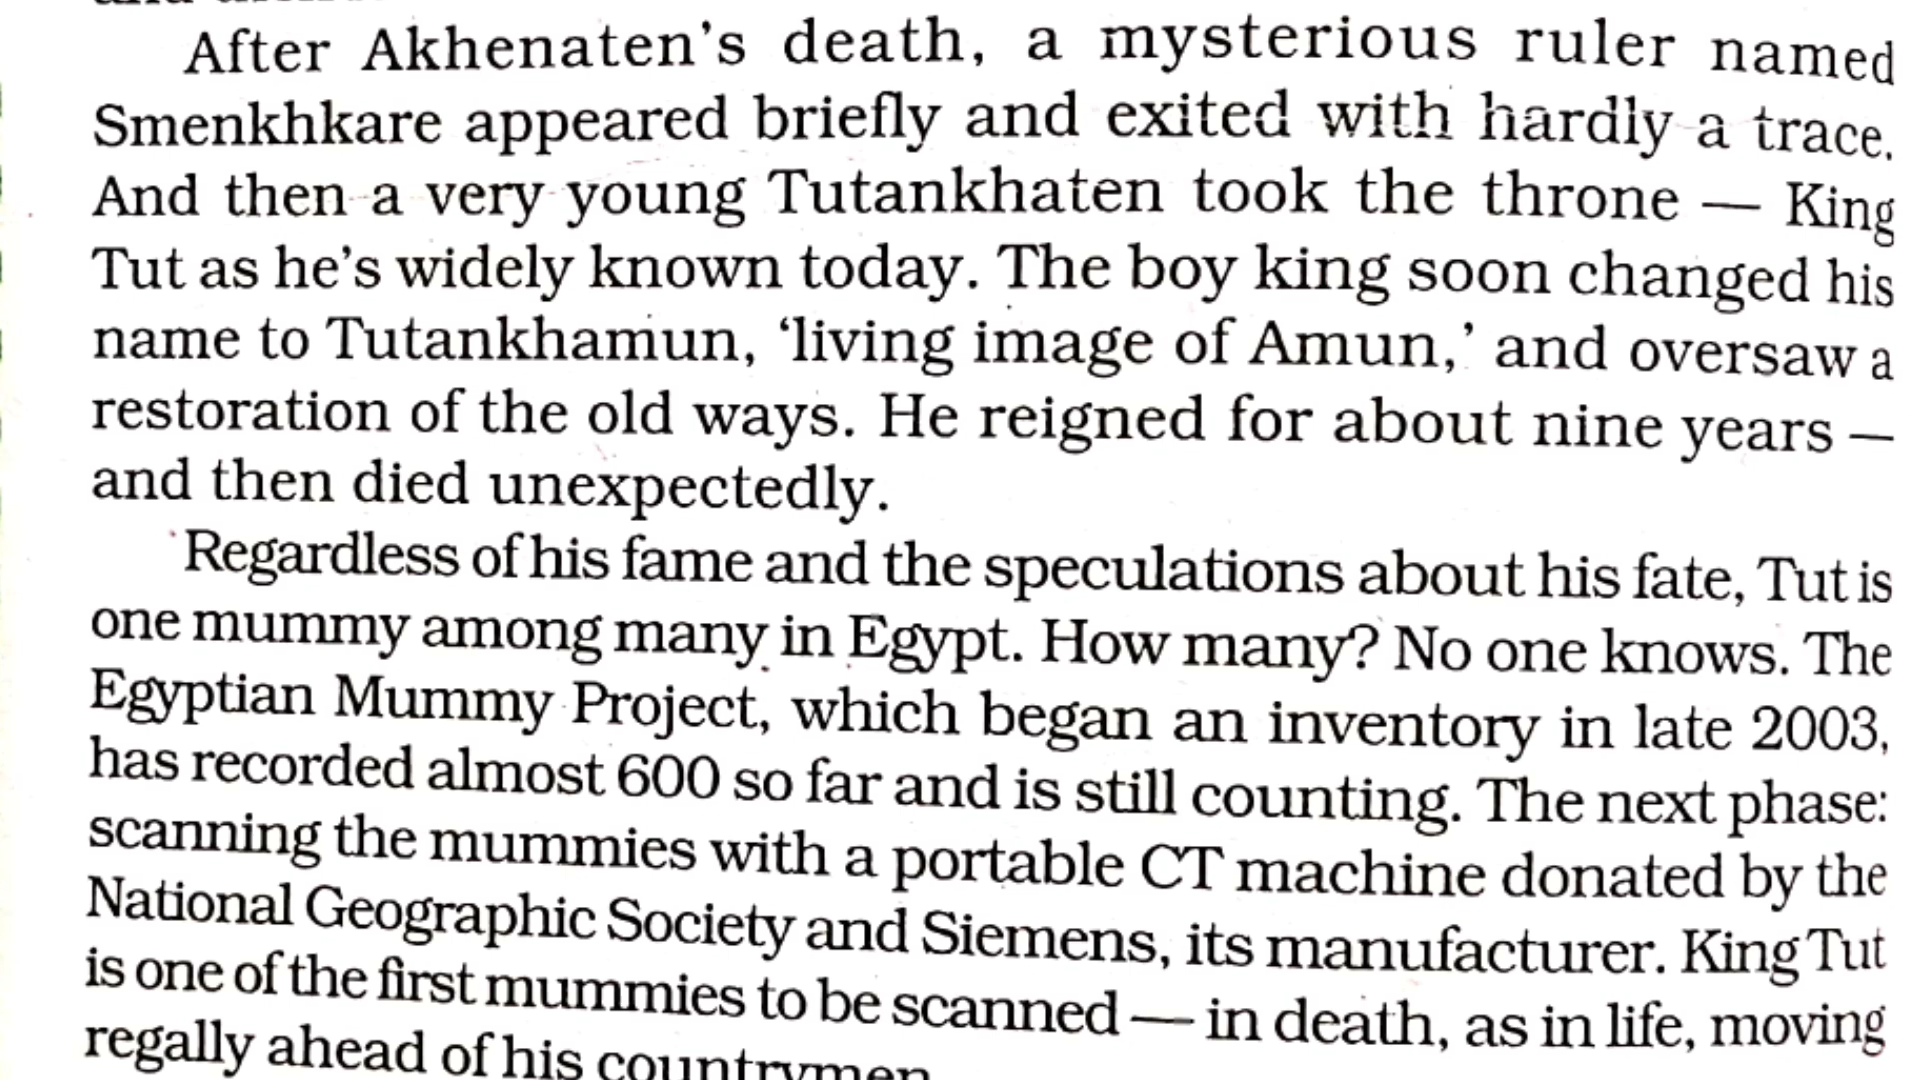 After Akhenaten's death, a mysterious ruler named
Smenkhkare appeared briefly and exited with hardly a trace.
And then a very young Tutankhaten took the throne — King
Tut as he's widely known today. The boy king soon changed his
name to Tutankhamun, 'living image of Amun,' and oversaw a
restoration of the old ways. He reigned for about nine years —
and then died unexpectedly.
Regardless of his fame and the speculations about his fate, Tut is
one mummy among many in Egypt. How many? No one knows. The
Egyptian Mummy Project, which began an inventory in late 2003,
has recorded almost 600 so far and is still counting. The next phase:
scanning the mummies with a portable CT machine donated by the
National Geographic Society and Siemens, its manufacturer. King Tut
is one of the first mummies to be scanned — in death, as in life, moving
regally ahead of his countrymen